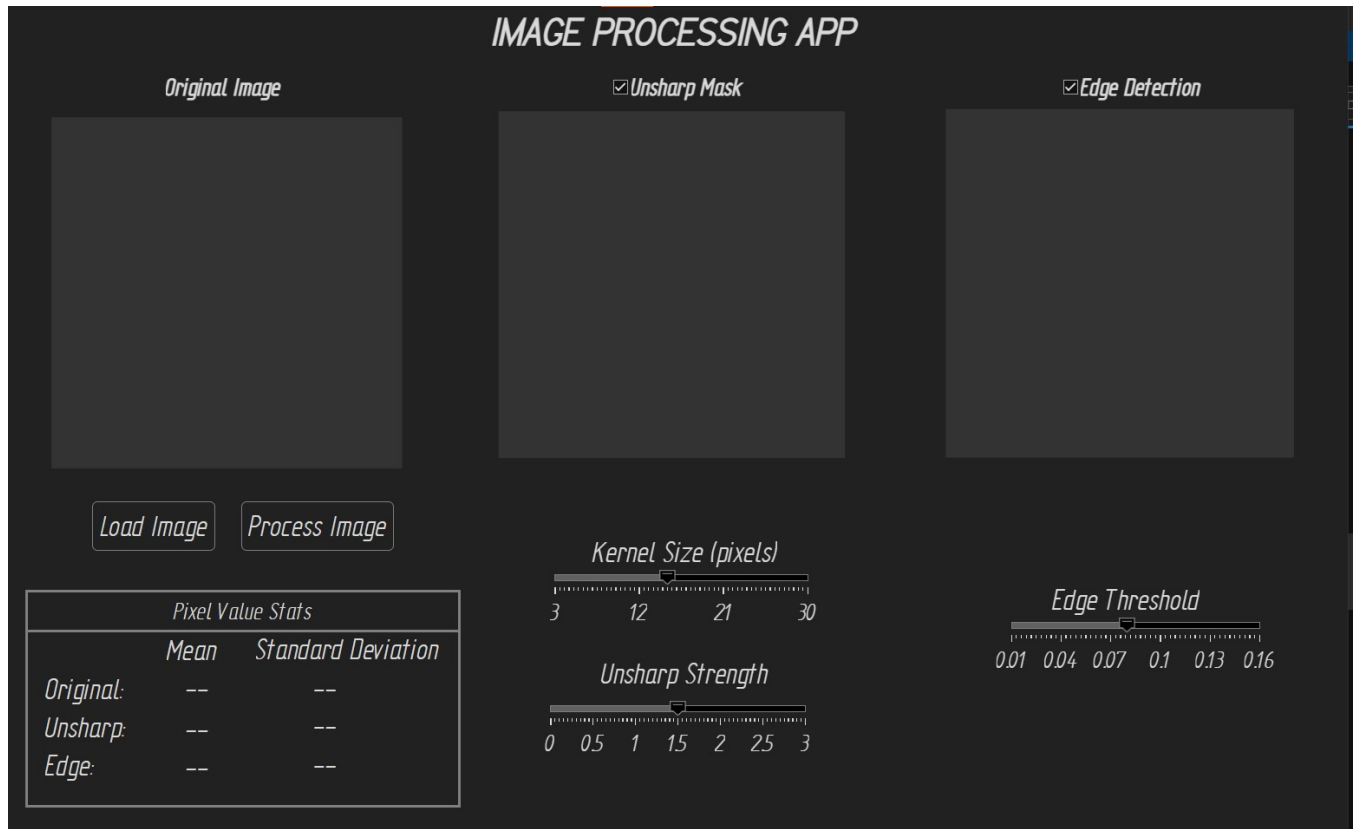 IMAGE PROCESSING APP
Original Image
Unsharp Mask
Edge Detection
Load Image
Process Image
Pixel Value Stats
Mean Standard Deviation
Original: -- --
Unsharp: -- --
Edge: -- --
Kernel Size (pixels)
3 12 21 30
Unsharp Strength
0 0.5 1 1.5 2 2.5 3
Edge Threshold
0.01 0.04 0.07 0.1 0.13 0.16